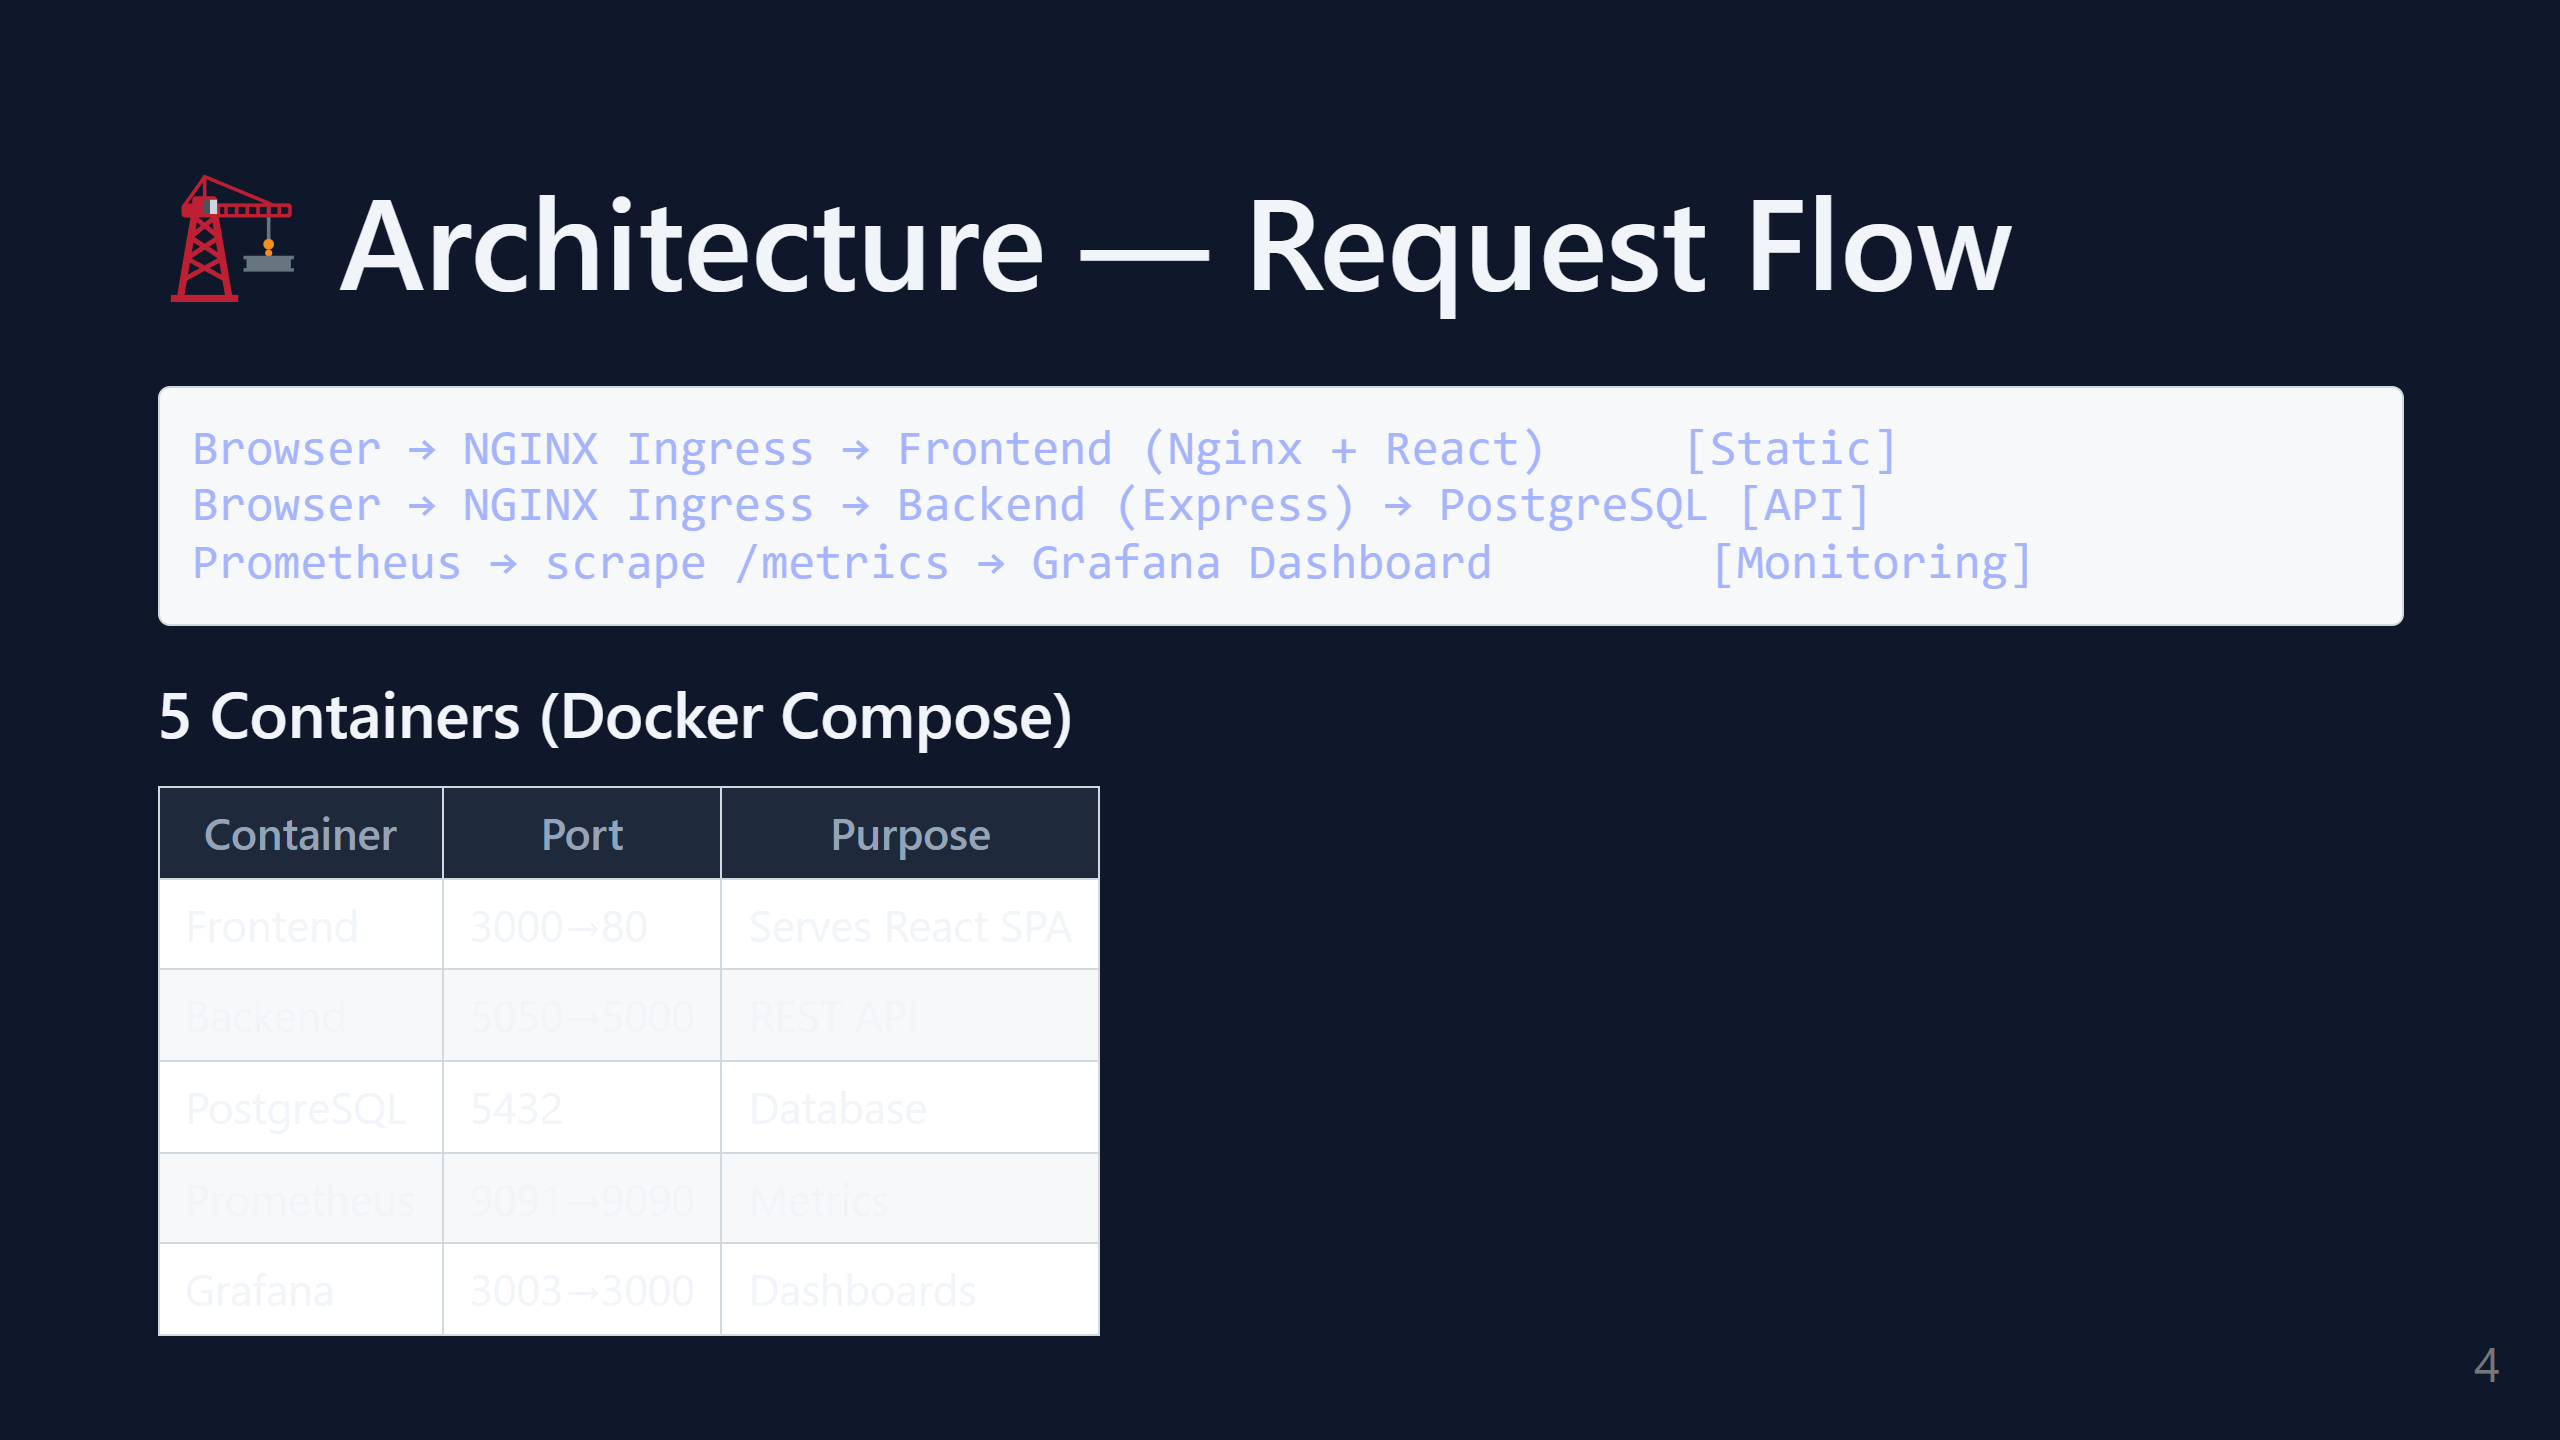 Architecture — Request Flow
Browser → NGINX Ingress → Frontend (Nginx + React)     [Static]
Browser → NGINX Ingress → Backend (Express) → PostgreSQL [API]
Prometheus → scrape /metrics → Grafana Dashboard        [Monitoring]
5 Containers (Docker Compose)
Container Port Purpose
Frontend 3000→80 Serves React SPA
Backend 5050→5000 REST API
PostgreSQL 5432 Database
Prometheus 9091→9090 Metrics
Grafana 3003→3000 Dashboards
4